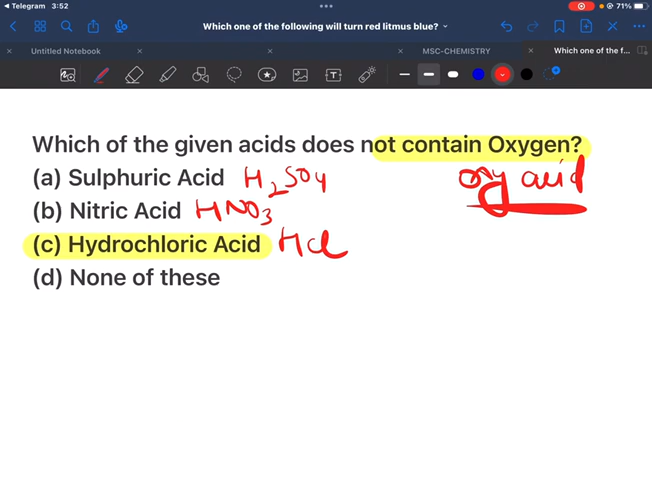 Telegram 3:52
71%
Which one of the following will turn red litmus blue?
Untitled Notebook
MSC-CHEMISTRY
Which one of the f...
Which of the given acids does not contain Oxygen?
(a) Sulphuric Acid H2SO4
oxy acid
(b) Nitric Acid HNO3
(c) Hydrochloric Acid HCl
(d) None of these